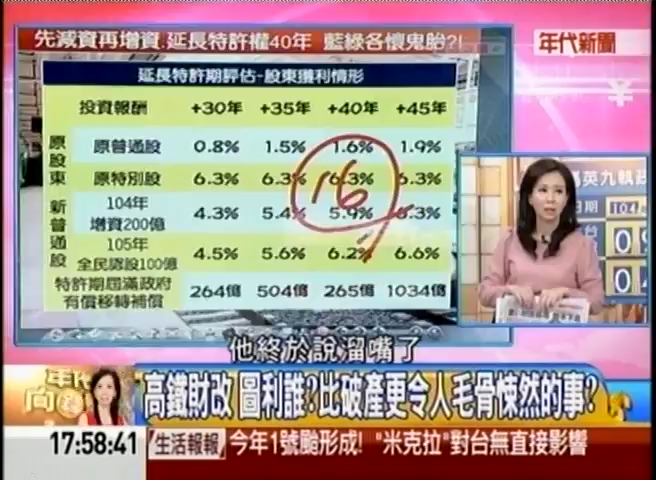 先減資再增資.延長特許權40年 藍綠各懷鬼胎?!
年代新聞
延長特許期評估-股東獲利情形
投資報酬 +30年 +35年 +40年 +45年
原股東 原普通股 0.8% 1.5% 1.6% 1.9%
原特別股 6.3% 6.3% 6.3% 6.3%
新普通股 104年增資200億 4.3% 5.4% 5.9% 6.3%
105年全民認股100億 4.5% 5.6% 6.2% 6.6%
特許期屆滿政府有償移轉補償 264億 504億 265億 1034億
16
英九執政
日期 104
台 0
0
他終於說溜嘴了
年代向錢
高鐵財改 圖利誰?比破產更令人毛骨悚然的事?
17:58:41 生活報報 今年1號颱形成! "米克拉"對台無直接影響